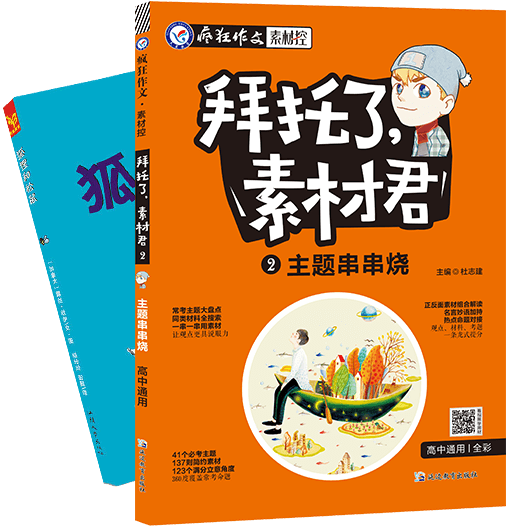 疯狂作文 素材控
拜托了,
素材君
2 主题串串烧
主编 杜志建
常考主题大盘点
同类材料全搜索
一串一串用素材
让观点更具说服力
正反面素材组合解读
名言妙语加持
热点命题对接
观点、材料、考题
一条龙式提分
41个必考主题
137则简约素材
123个满分立意角度
360度覆盖常考命题
高中通用 全彩
疯狂作文·素材控
拜托了,素材君 2
主题串串烧
高中通用
狐